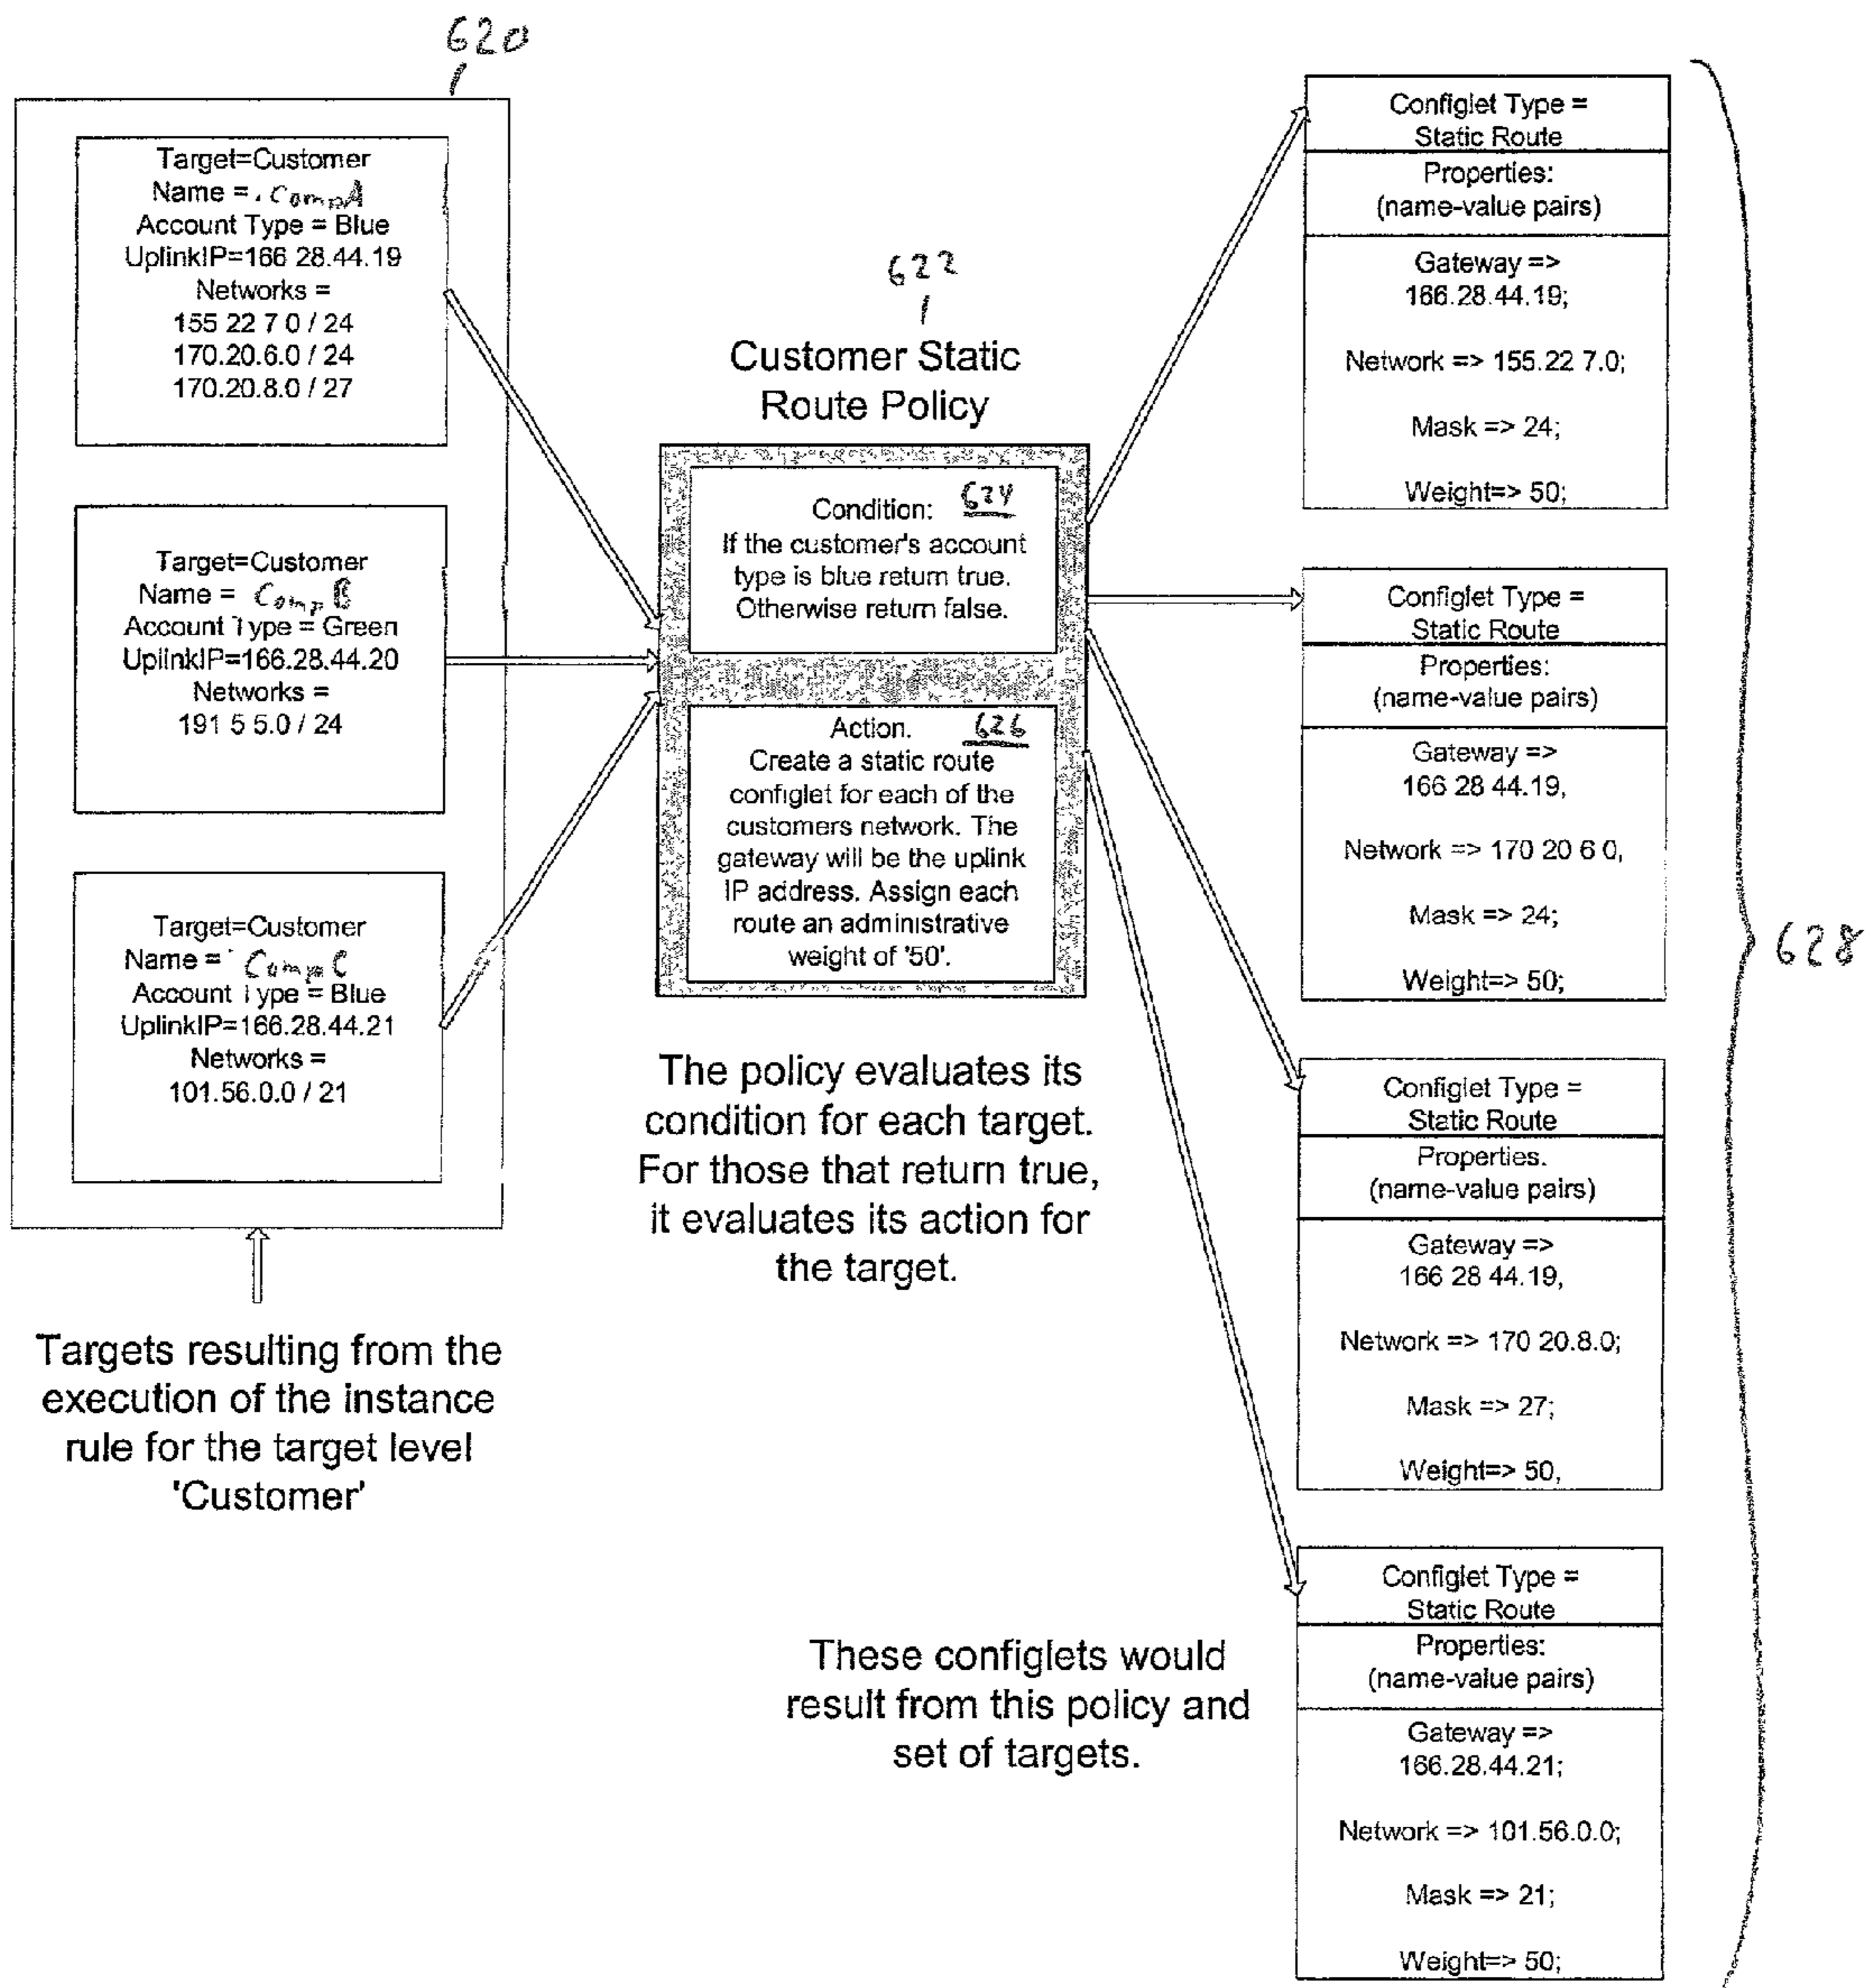 620
Target=Customer
Name = CompA
Account Type = Blue
UplinkIP=166 28.44.19
Networks =
155 22 7 0 / 24
170.20.6.0 / 24
170.20.8.0 / 27
Target=Customer
Name = CompB
Account Type = Green
UplinkIP=166.28.44.20
Networks =
191 5 5.0 / 24
Target=Customer
Name = CompC
Account Type = Blue
UplinkIP=166.28.44.21
Networks =
101.56.0.0 / 21
Targets resulting from the
execution of the instance
rule for the target level
'Customer'
622
Customer Static
Route Policy
Condition: 624
If the customer's account
type is blue return true.
Otherwise return false.
Action. 626
Create a static route
configlet for each of the
customers network. The
gateway will be the uplink
IP address. Assign each
route an administrative
weight of '50'.
The policy evaluates its
condition for each target.
For those that return true,
it evaluates its action for
the target.
These configlets would
result from this policy and
set of targets.
Configlet Type =
Static Route
Properties:
(name-value pairs)
Gateway =>
166.28.44.19;
Network => 155.22 7.0;
Mask => 24;
Weight=> 50;
Configlet Type =
Static Route
Properties:
(name-value pairs)
Gateway =>
166 28 44.19,
Network => 170 20 6 0,
Mask => 24;
Weight=> 50;
Configlet Type =
Static Route
Properties.
(name-value pairs)
Gateway =>
166 28 44.19,
Network => 170 20.8.0;
Mask => 27;
Weight=> 50,
Configlet Type =
Static Route
Properties:
(name-value pairs)
Gateway =>
166.28.44.21;
Network => 101.56.0.0;
Mask => 21;
Weight=> 50;
628